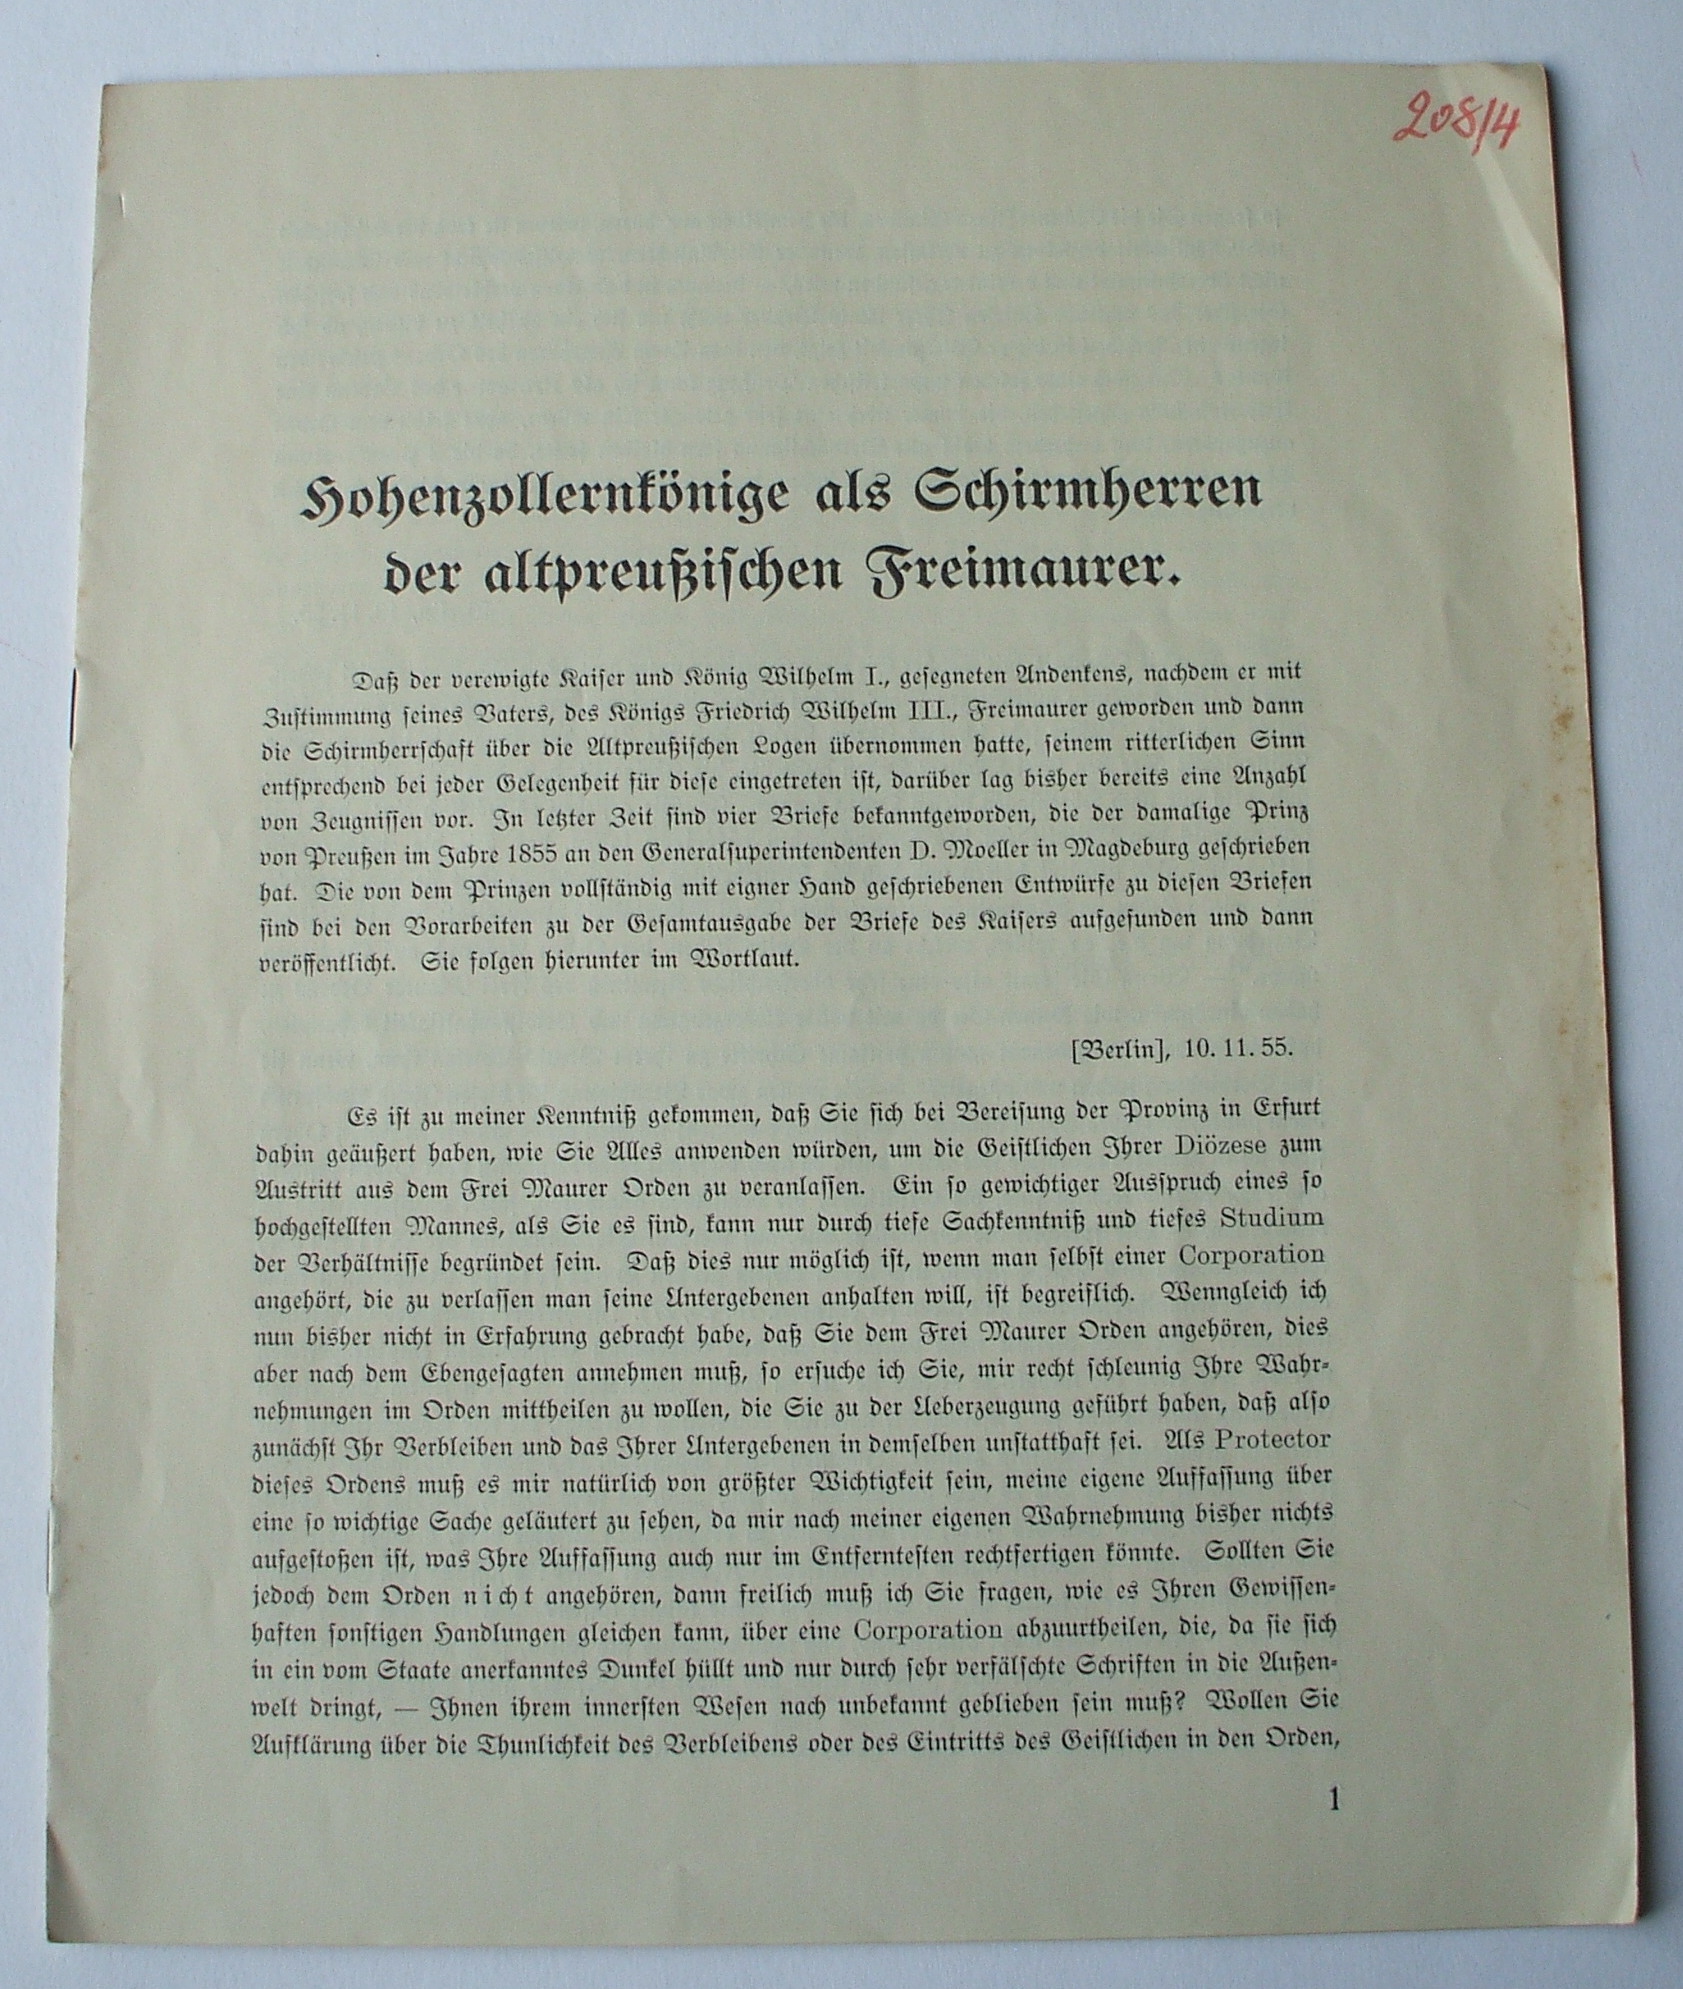 208/4
Hohenzollernkönige als Schirmherren
der altpreußischen Freimaurer.
Daß der verewigte Kaiser und König Wilhelm I., gesegneten Andenkens, nachdem er mit
Zustimmung seines Vaters, des Königs Friedrich Wilhelm III., Freimaurer geworden und dann
die Schirmherrschaft über die Altpreußischen Logen übernommen hatte, seinem ritterlichen Sinn
entsprechend bei jeder Gelegenheit für diese eingetreten ist, darüber lag bisher bereits eine Anzahl
von Zeugnissen vor. In letzter Zeit sind vier Briefe bekanntgeworden, die der damalige Prinz
von Preußen im Jahre 1855 an den Generalsuperintendenten D. Moeller in Magdeburg geschrieben
hat. Die von dem Prinzen vollständig mit eigner Hand geschriebenen Entwürfe zu diesen Briefen
sind bei den Vorarbeiten zu der Gesamtausgabe der Briefe des Kaisers aufgefunden und dann
veröffentlicht. Sie folgen hierunter im Wortlaut.
[Berlin], 10. 11. 55.
Es ist zu meiner Kenntniß gekommen, daß Sie sich bei Bereisung der Provinz in Erfurt
dahin geäußert haben, wie Sie Alles anwenden würden, um die Geistlichen Ihrer Diözese zum
Austritt aus dem Frei Maurer Orden zu veranlassen. Ein so gewichtiger Ausspruch eines so
hochgestellten Mannes, als Sie es sind, kann nur durch tiefe Sachkenntniß und tiefes Studium
der Verhältnisse begründet sein. Daß dies nur möglich ist, wenn man selbst einer Corporation
angehört, die zu verlassen man seine Untergebenen anhalten will, ist begreiflich. Wenngleich ich
nun bisher nicht in Erfahrung gebracht habe, daß Sie dem Frei Maurer Orden angehören, dies
aber nach dem Ebengesagten annehmen muß, so ersuche ich Sie, mir recht schleunig Ihre Wahr-
nehmungen im Orden mittheilen zu wollen, die Sie zu der Ueberzeugung geführt haben, daß also
zunächst Ihr Verbleiben und das Ihrer Untergebenen in demselben unstatthaft sei. Als Protector
dieses Ordens muß es mir natürlich von größter Wichtigkeit sein, meine eigene Auffassung über
eine so wichtige Sache geläutert zu sehen, da mir nach meiner eigenen Wahrnehmung bisher nichts
aufgestoßen ist, was Ihre Auffassung auch nur im Entferntesten rechtfertigen könnte. Sollten Sie
jedoch dem Orden nicht angehören, dann freilich muß ich Sie fragen, wie es Ihren Gewissen-
haften sonstigen Handlungen gleichen kann, über eine Corporation abzuurtheilen, die, da sie sich
in ein vom Staate anerkanntes Dunkel hüllt und nur durch sehr verfälschte Schriften in die Außen-
welt dringt, — Ihnen ihrem innersten Wesen nach unbekannt geblieben sein muß? Wollen Sie
Aufklärung über die Thunlichkeit des Verbleibens oder des Eintritts des Geistlichen in den Orden,
1